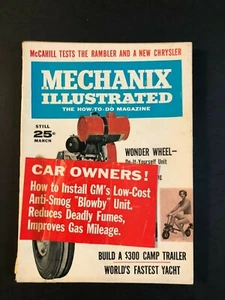 McCAHILL TESTS THE RAMBLER AND A NEW CHRYSLER
MECHANIX
ILLUSTRATED
THE HOW-TO-DO MAGAZINE
STILL
25¢
MARCH
WONDER WHEEL—
Do-It-Yourself Unit
CAR OWNERS!
How to Install GM's Low-Cost
Anti-Smog "Blowby" Unit.
Reduces Deadly Fumes,
Improves Gas Mileage.
BUILD A $300 CAMP TRAILER
WORLD'S FASTEST YACHT